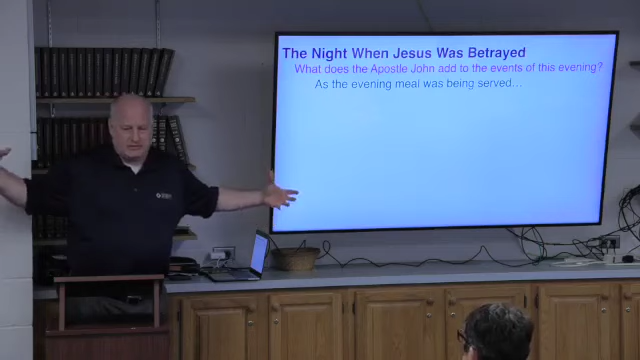 The Night When Jesus Was Betrayed
What does the Apostle John add to the events of this evening?
As the evening meal was being served...